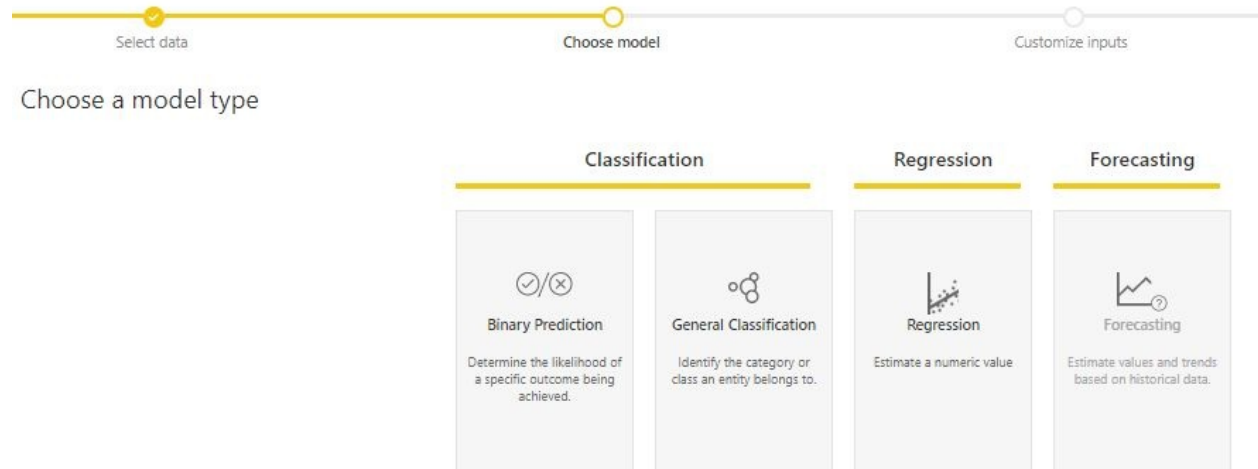 Select data
Choose model
Customize inputs
Choose a model type
Classification
Regression
Forecasting
Binary Prediction
Determine the likelihood of
a specific outcome being
achieved.
General Classification
Identify the category or
class an entity belongs to.
Regression
Estimate a numeric value
Forecasting
Estimate values and trends
based on historical data.